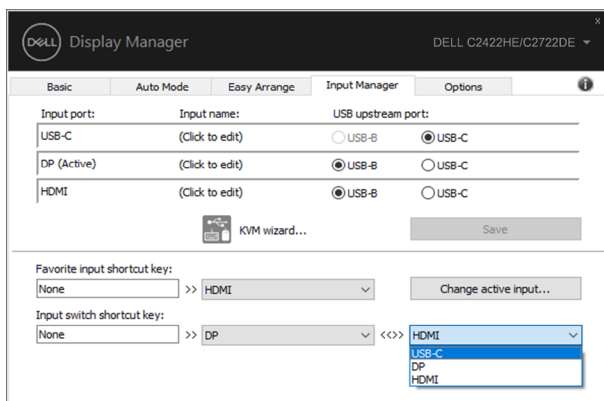 x
DELL Display Manager DELL C2422HE/C2722DE
Basic Auto Mode Easy Arrange Input Manager Options i
Input port: Input name: USB upstream port:
USB-C (Click to edit) USB-B USB-C
DP (Active) (Click to edit) USB-B USB-C
HDMI (Click to edit) USB-B USB-C
KVM wizard... Save
Favorite input shortcut key:
None >> HDMI Change active input...
Input switch shortcut key:
None >> DP <<>> HDMI
USB-C
DP
HDMI